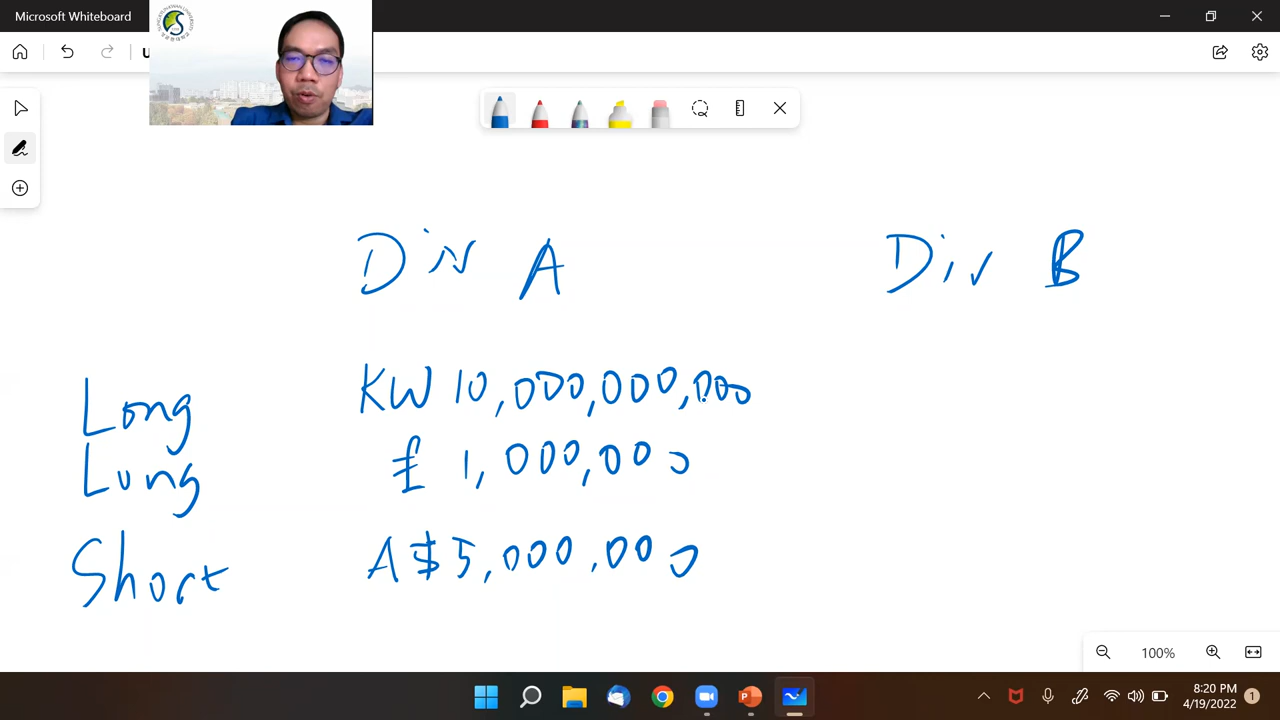 Microsoft Whiteboard
U
Div A Div B
Long KW 10,000,000,000
Long £ 1,000,000
Short A$ 5,000,000
100%
8:20 PM
4/19/2022
1